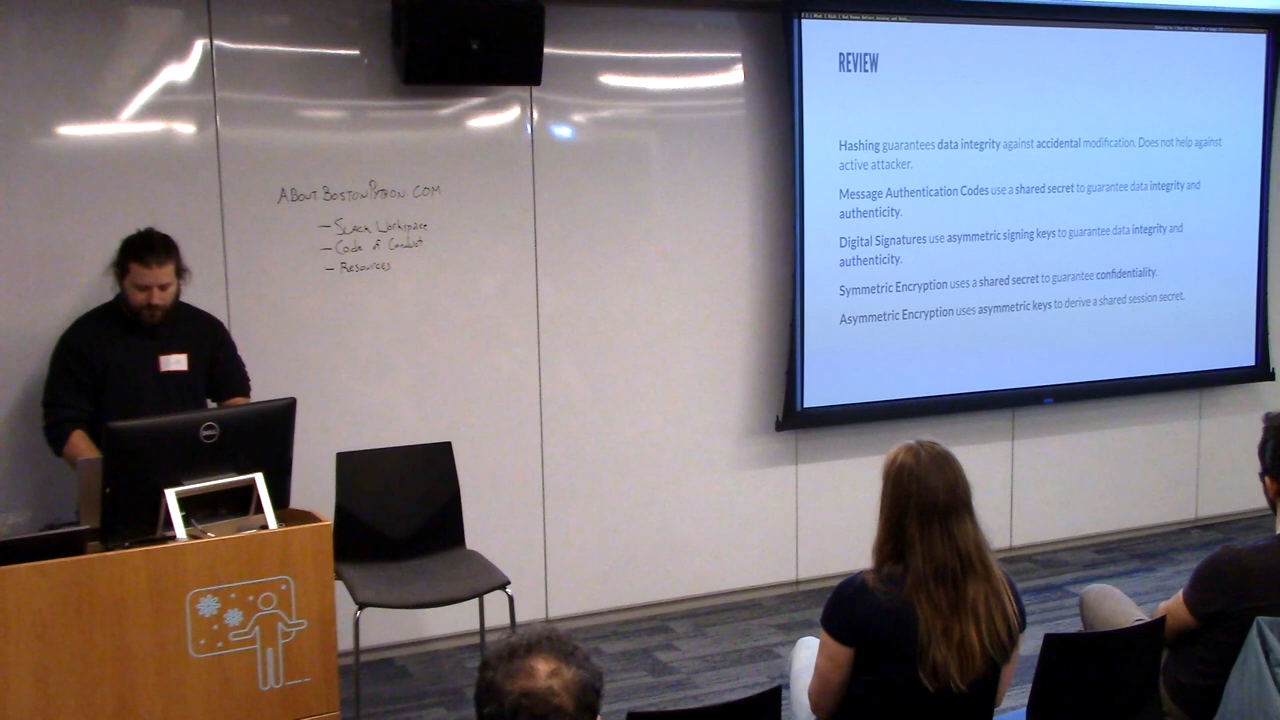 REVIEW
Hashing guarantees data integrity against accidental modification. Does not help against
active attacker.
Message Authentication Codes use a shared secret to guarantee data integrity and
authenticity.
Digital Signatures use asymmetric signing keys to guarantee data integrity and
authenticity.
Symmetric Encryption uses a shared secret to guarantee confidentiality.
Asymmetric Encryption uses asymmetric keys to derive a shared session secret.
ABOUTBOSTONPYTHON COM
- Slack Workspace
- Code of Conduct
- Resources
DELL